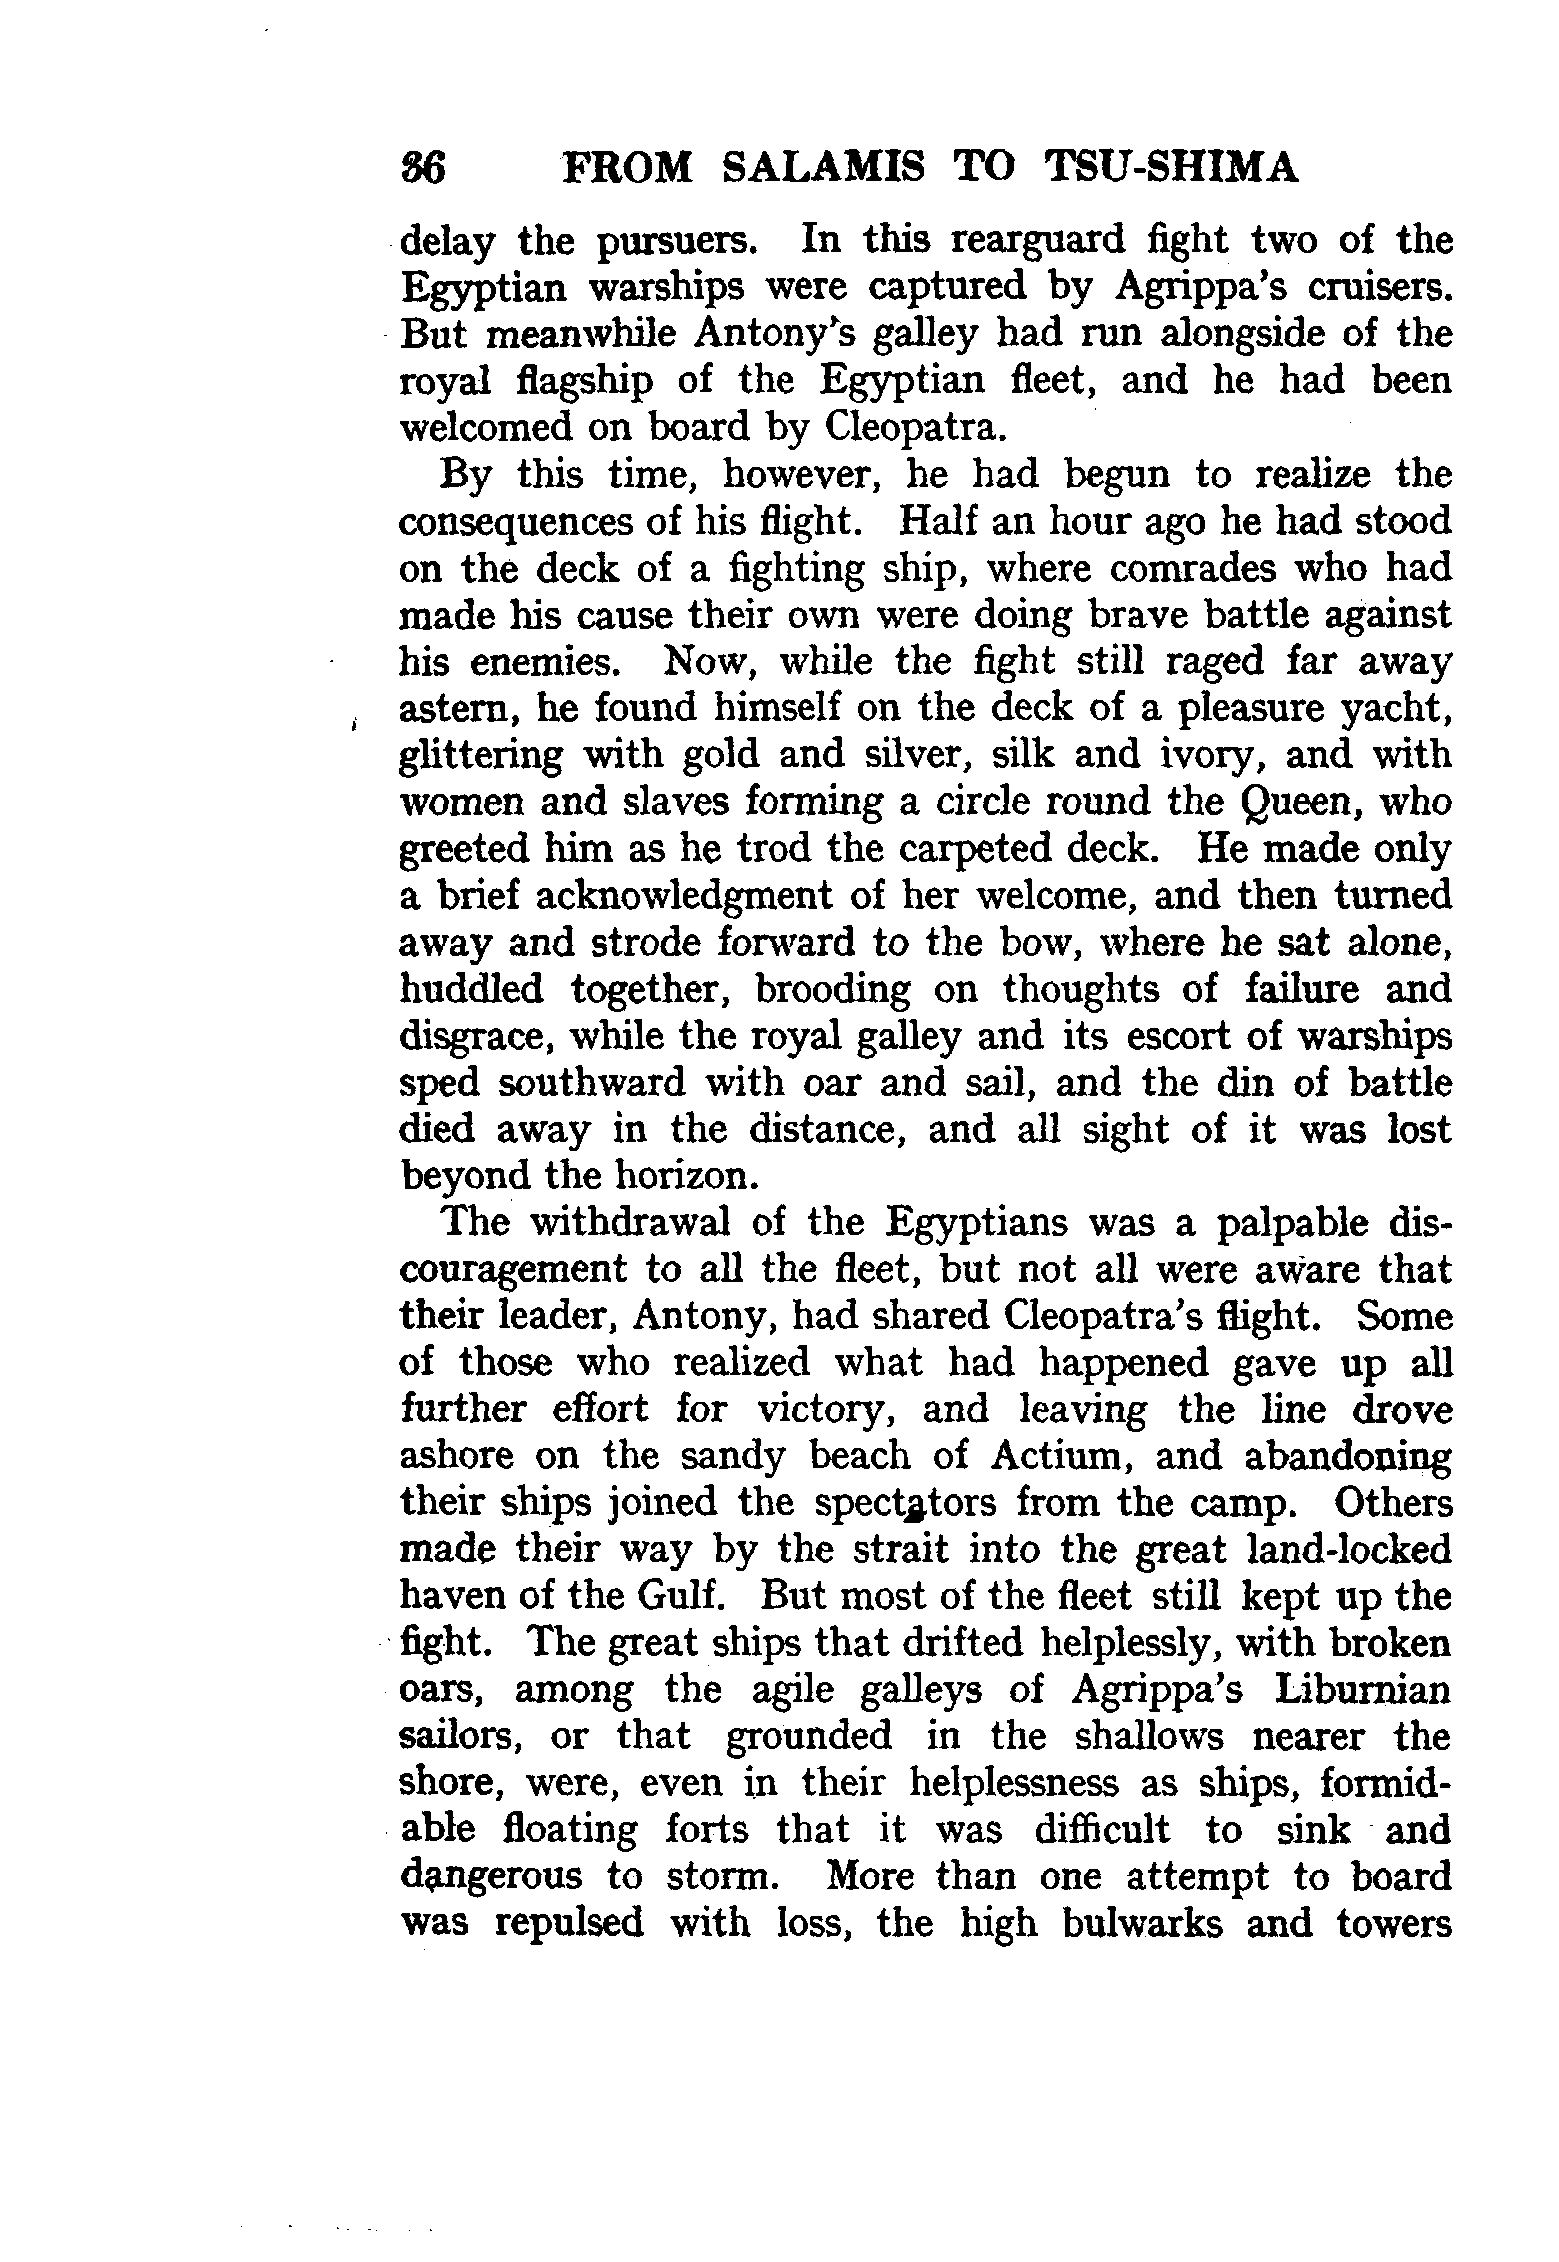 36 FROM SALAMIS TO TSU-SHIMA
delay the pursuers. In this rearguard fight two of the
Egyptian warships were captured by Agrippa's cruisers.
But meanwhile Antony's galley had run alongside of the
royal flagship of the Egyptian fleet, and he had been
welcomed on board by Cleopatra.
By this time, however, he had begun to realize the
consequences of his flight. Half an hour ago he had stood
on the deck of a fighting ship, where comrades who had
made his cause their own were doing brave battle against
his enemies. Now, while the fight still raged far away
astern, he found himself on the deck of a pleasure yacht,
glittering with gold and silver, silk and ivory, and with
women and slaves forming a circle round the Queen, who
greeted him as he trod the carpeted deck. He made only
a brief acknowledgment of her welcome, and then turned
away and strode forward to the bow, where he sat alone,
huddled together, brooding on thoughts of failure and
disgrace, while the royal galley and its escort of warships
sped southward with oar and sail, and the din of battle
died away in the distance, and all sight of it was lost
beyond the horizon.
The withdrawal of the Egyptians was a palpable dis-
couragement to all the fleet, but not all were aware that
their leader, Antony, had shared Cleopatra's flight. Some
of those who realized what had happened gave up all
further effort for victory, and leaving the line drove
ashore on the sandy beach of Actium, and abandoning
their ships joined the spectators from the camp. Others
made their way by the strait into the great land-locked
haven of the Gulf. But most of the fleet still kept up the
fight. The great ships that drifted helplessly, with broken
oars, among the agile galleys of Agrippa's Liburnian
sailors, or that grounded in the shallows nearer the
shore, were, even in their helplessness as ships, formid-
able floating forts that it was difficult to sink and
dangerous to storm. More than one attempt to board
was repulsed with loss, the high bulwarks and towers